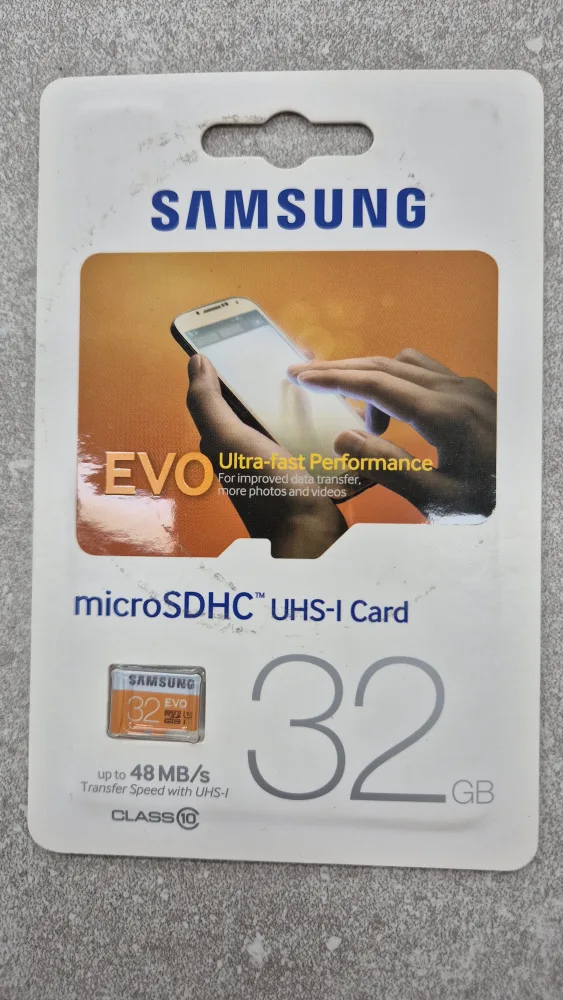 SAMSUNG
EVO
Ultra-fast Performance
For improved data transfer,
more photos and videos
microSDHC™ UHS-I Card
SAMSUNG
32 EVO
32
GB
up to 48 MB/s
Transfer Speed with UHS-I
CLASS 10